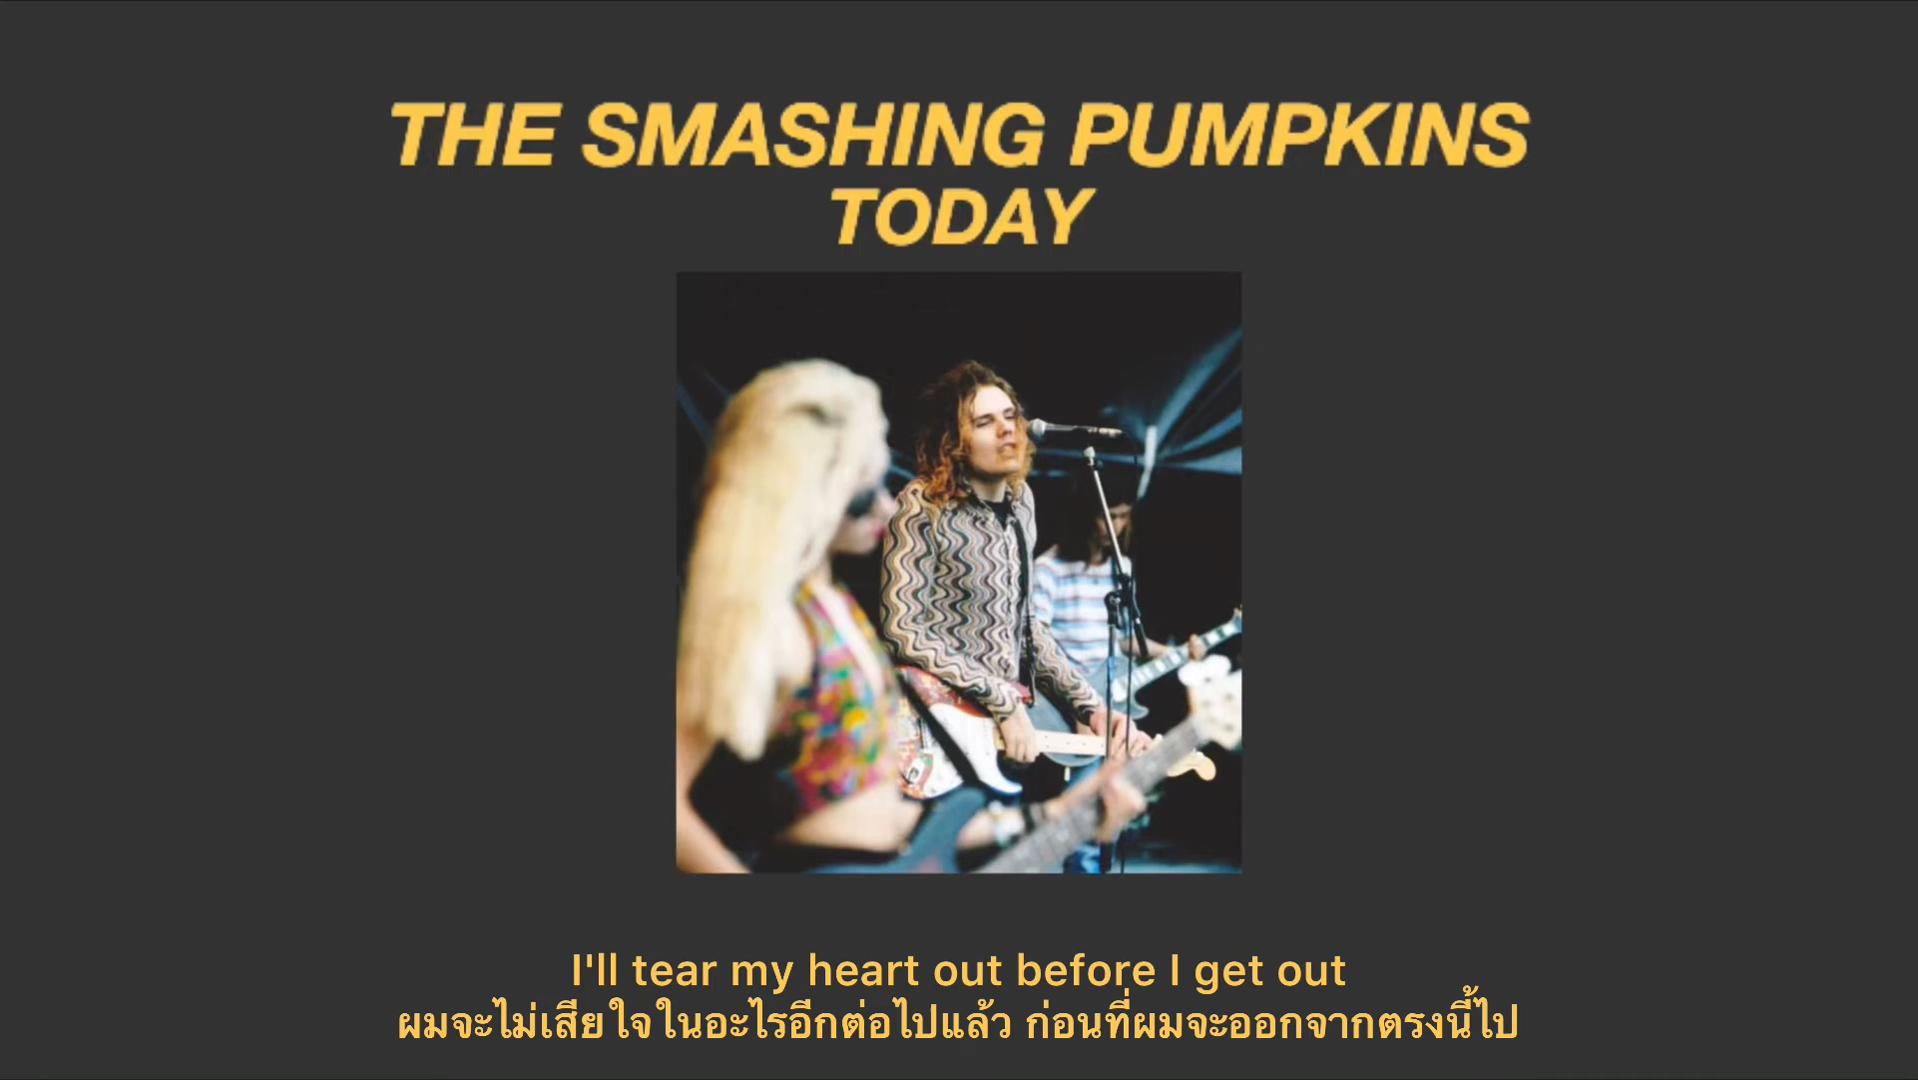 THE SMASHING PUMPKINS
TODAY
I'll tear my heart out before I get out
ผมจะไม่เสียใจในอะไรอีกต่อไปแล้ว ก่อนที่ผมจะออกจากตรงนี้ไป